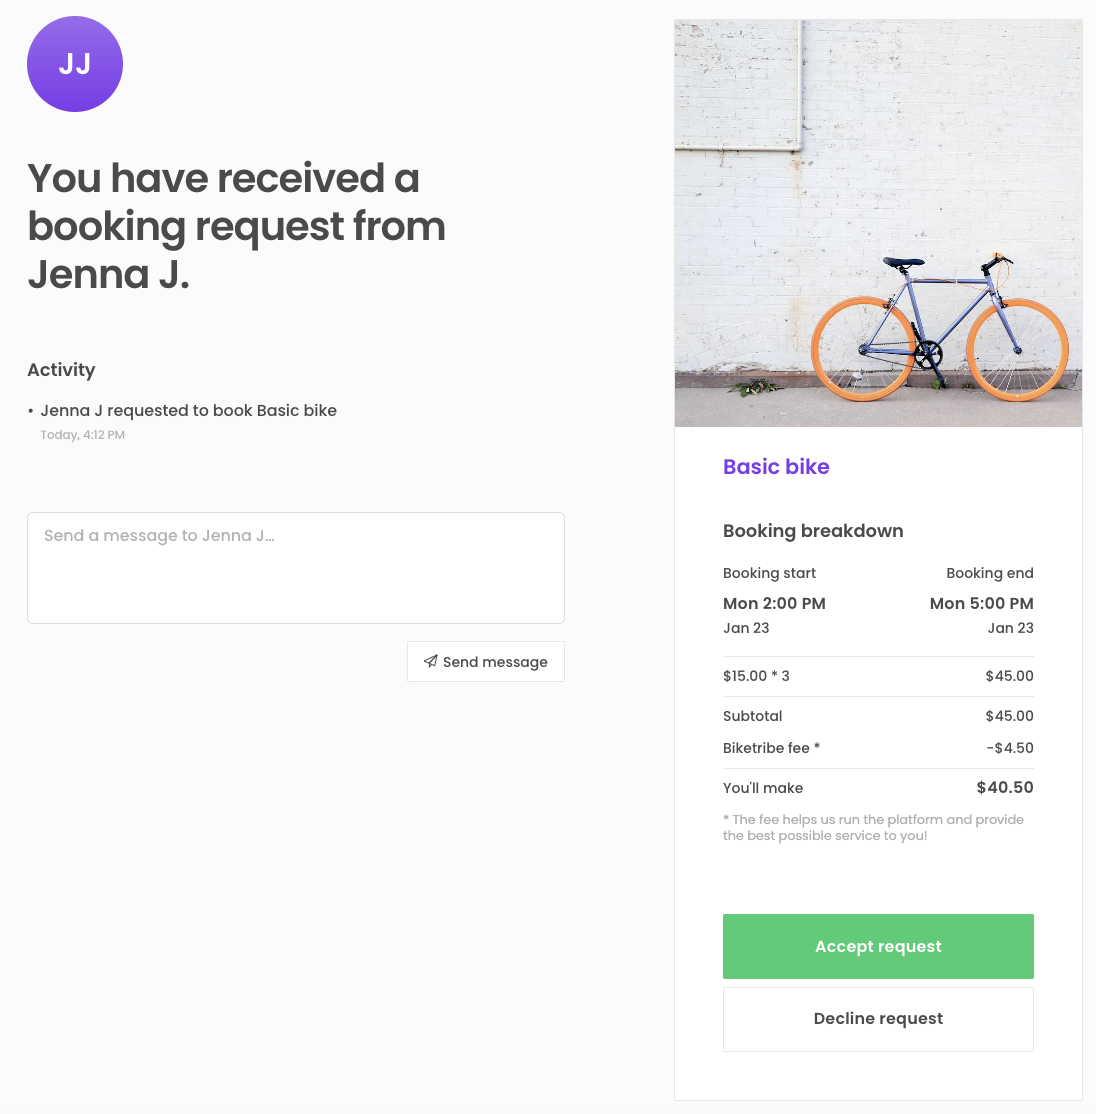 JJ
You have received a
booking request from
Jenna J.
Activity
• Jenna J requested to book Basic bike
Today, 4:12 PM
Send a message to Jenna J…
Send message
Basic bike
Booking breakdown
Booking start Booking end
Mon 2:00 PM Mon 5:00 PM
Jan 23 Jan 23
$15.00 * 3 $45.00
Subtotal $45.00
Biketribe fee * -$4.50
You'll make $40.50
* The fee helps us run the platform and provide
the best possible service to you!
Accept request
Decline request